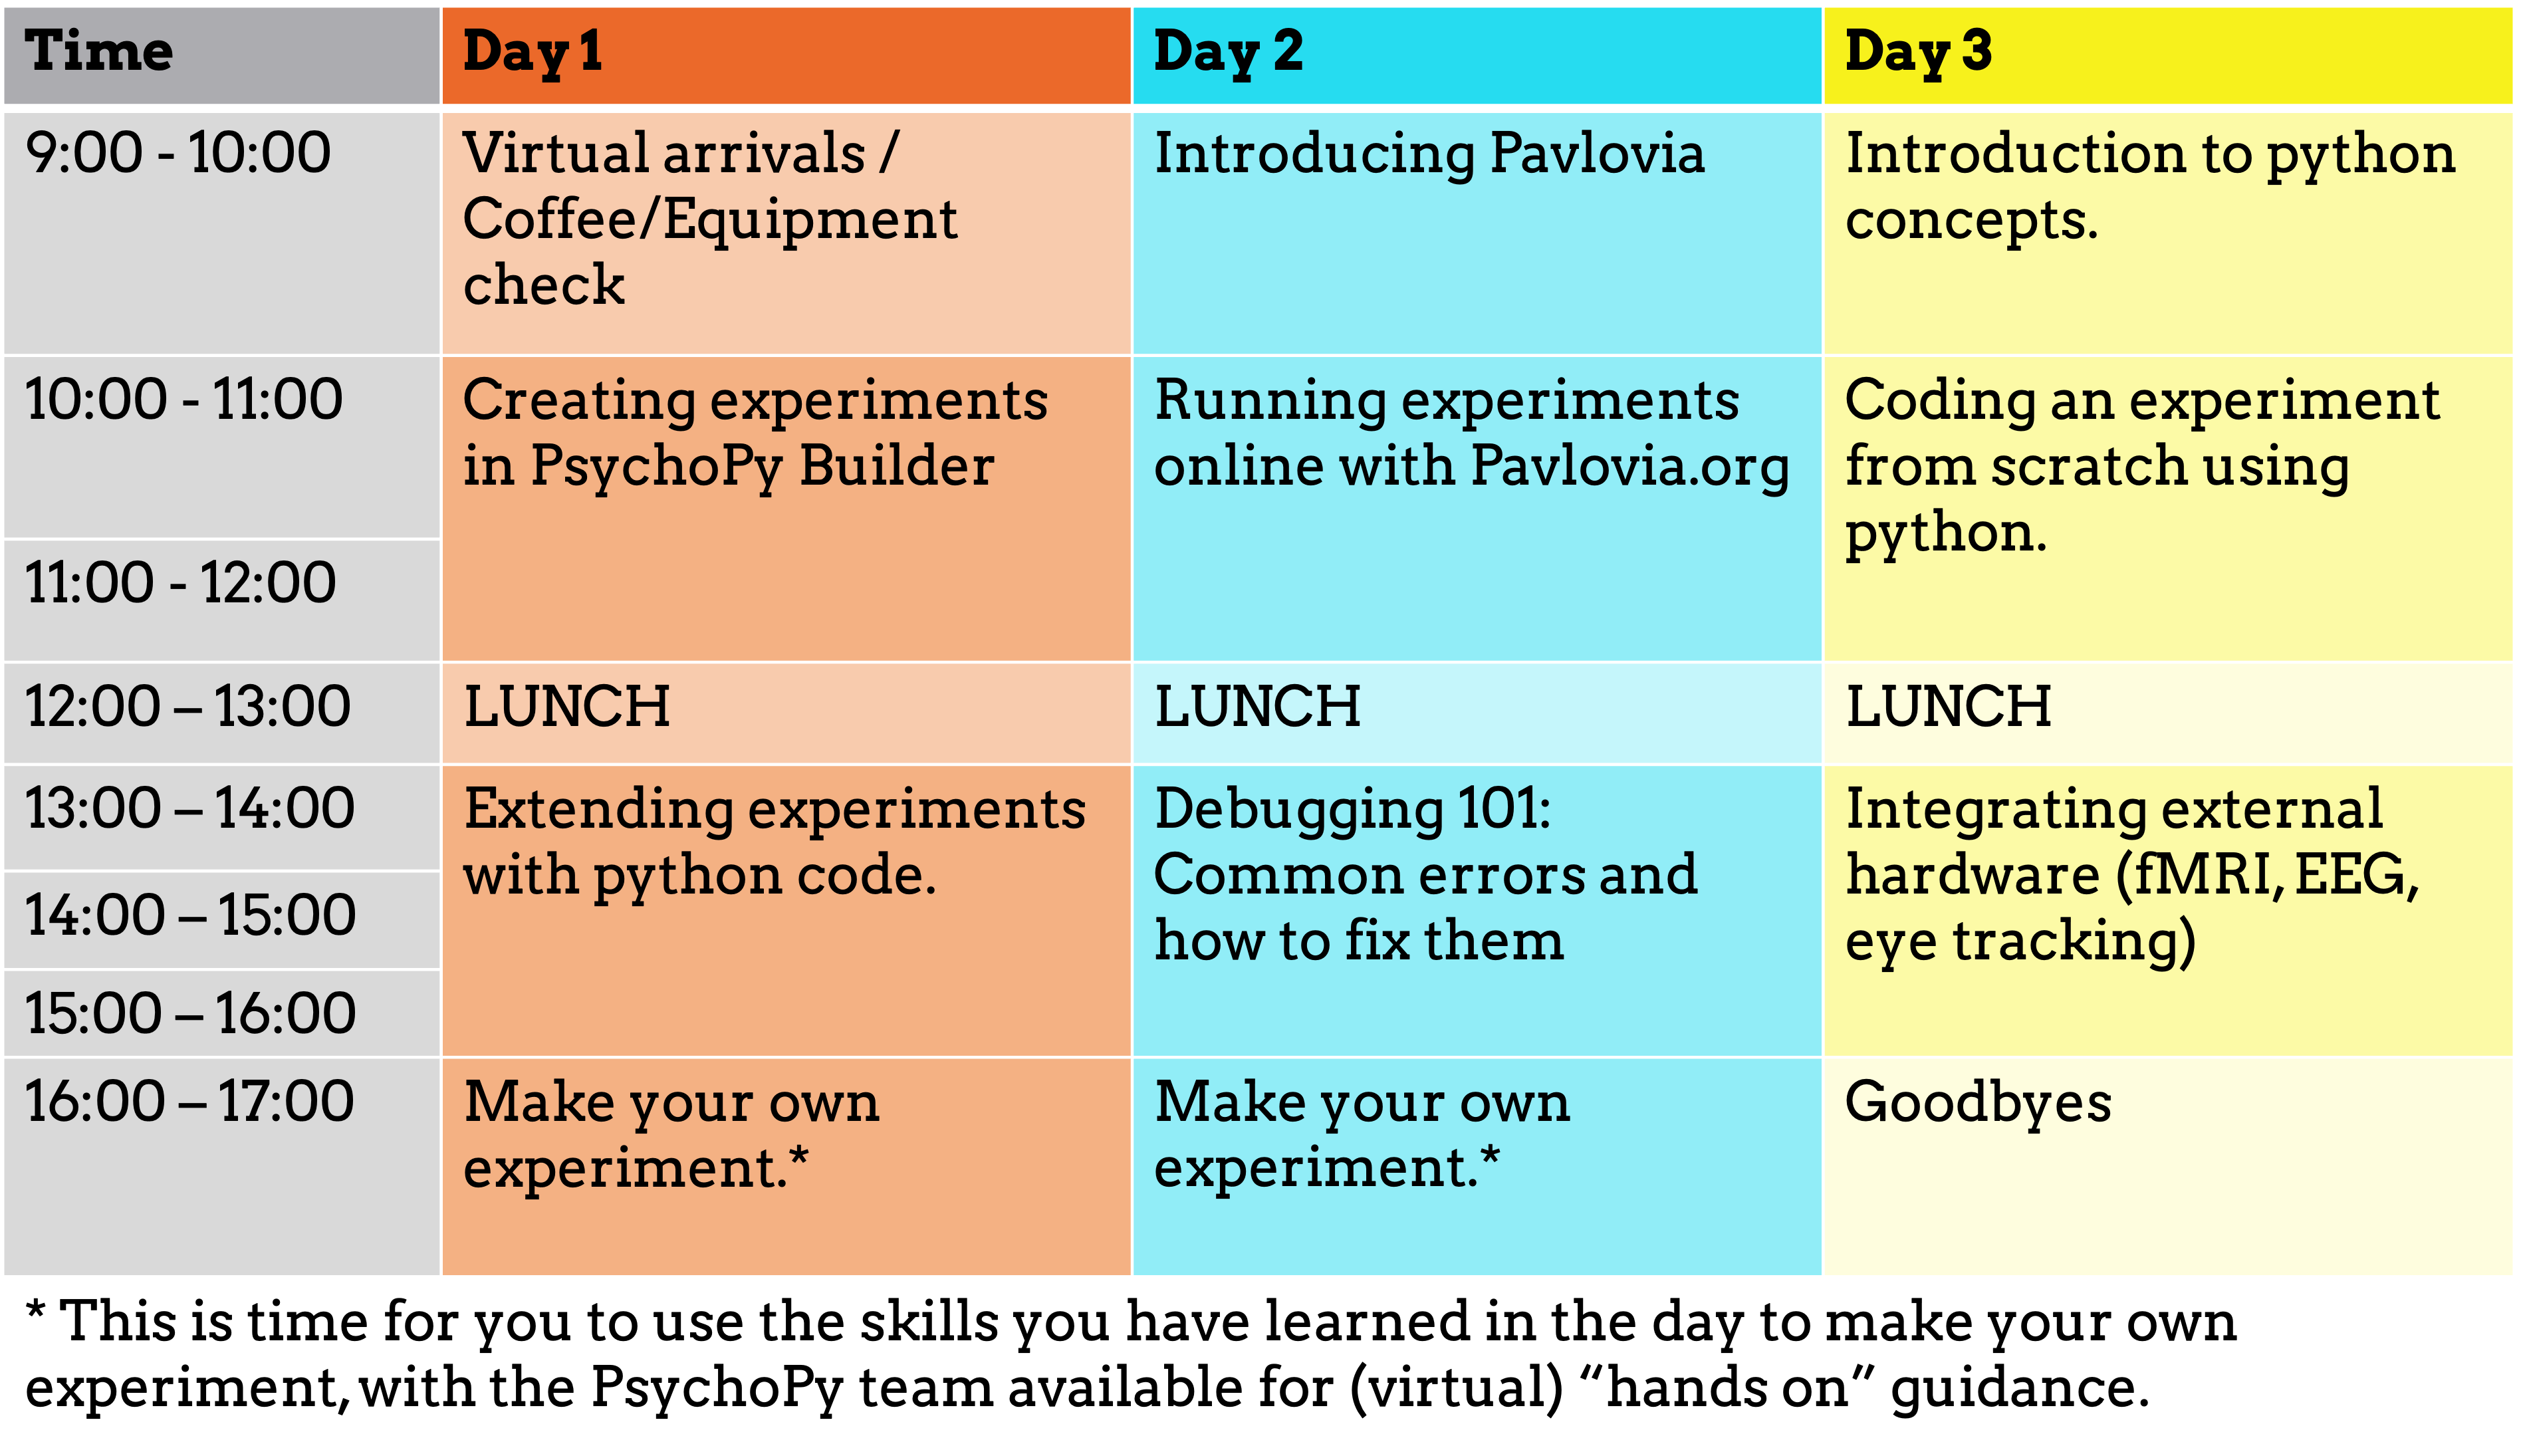 Time
Day 1
Day 2
Day 3
9:00 - 10:00
Virtual arrivals /
Coffee/Equipment
check
Introducing Pavlovia
Introduction to python
concepts.
10:00 - 11:00
Creating experiments
in PsychoPy Builder
Running experiments
online with Pavlovia.org
Coding an experiment
from scratch using
python.
11:00 - 12:00
12:00 – 13:00
LUNCH
LUNCH
LUNCH
13:00 – 14:00
Extending experiments
with python code.
Debugging 101:
Common errors and
how to fix them
Integrating external
hardware (fMRI, EEG,
eye tracking)
14:00 – 15:00
15:00 – 16:00
16:00 – 17:00
Make your own
experiment.*
Make your own
experiment.*
Goodbyes
* This is time for you to use the skills you have learned in the day to make your own
experiment, with the PsychoPy team available for (virtual) “hands on” guidance.